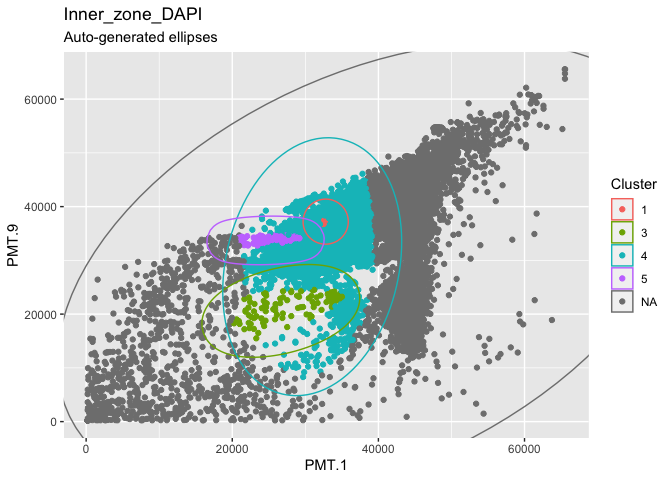 Inner_zone_DAPI
Auto-generated ellipses
60000
40000
20000
0
PMT.9
0 20000 40000 60000
PMT.1
Cluster
1
3
4
5
NA